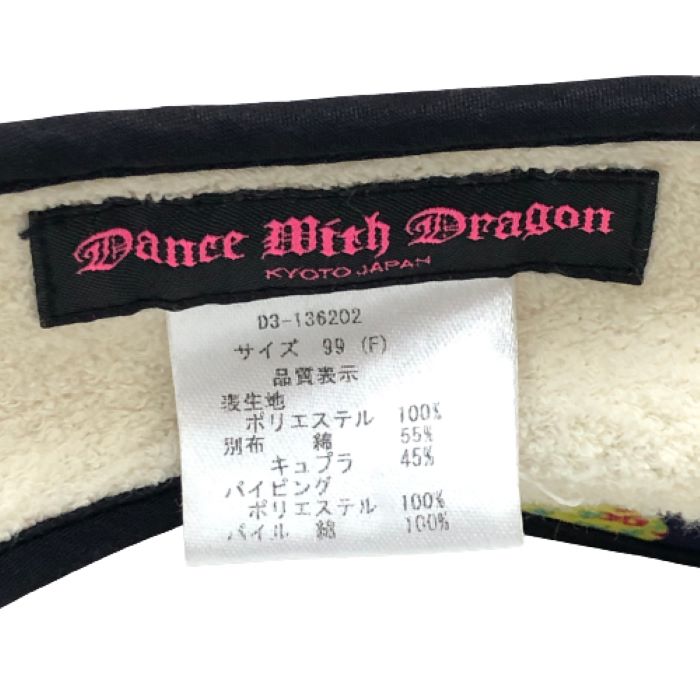 Dance With Dragon
KYOTO JAPAN
D3-136202
サイズ 99 (F)
品質表示
表生地
ポリエステル 100%
別布 綿 55%
キュプラ 45%
パイピング
ポリエステル 100%
パイル 綿 100%